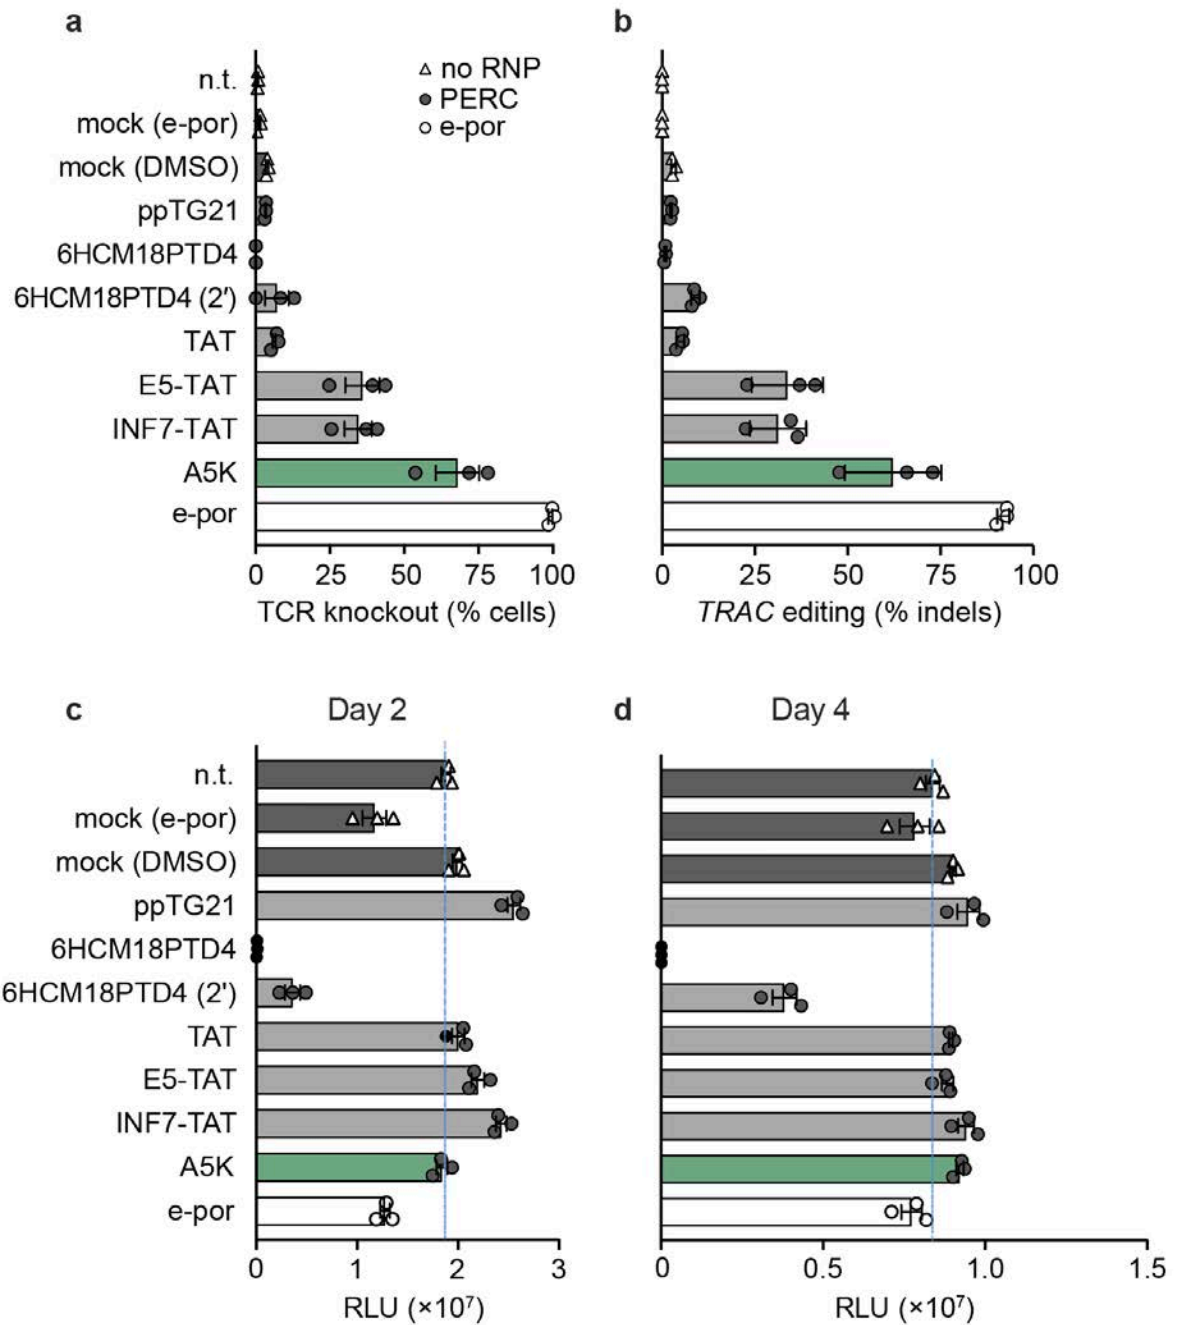 a
n.t.
mock (e-por)
mock (DMSO)
ppTG21
6HCM18PTD4
6HCM18PTD4 (2′)
TAT
E5-TAT
INF7-TAT
A5K
e-por
no RNP
PERC
e-por
0 25 50 75 100
TCR knockout (% cells)
b
0 25 50 75 100
TRAC editing (% indels)
c Day 2
n.t.
mock (e-por)
mock (DMSO)
ppTG21
6HCM18PTD4
6HCM18PTD4 (2')
TAT
E5-TAT
INF7-TAT
A5K
e-por
0 1 2 3
RLU (×10⁷)
d Day 4
0 0.5 1.0 1.5
RLU (×10⁷)